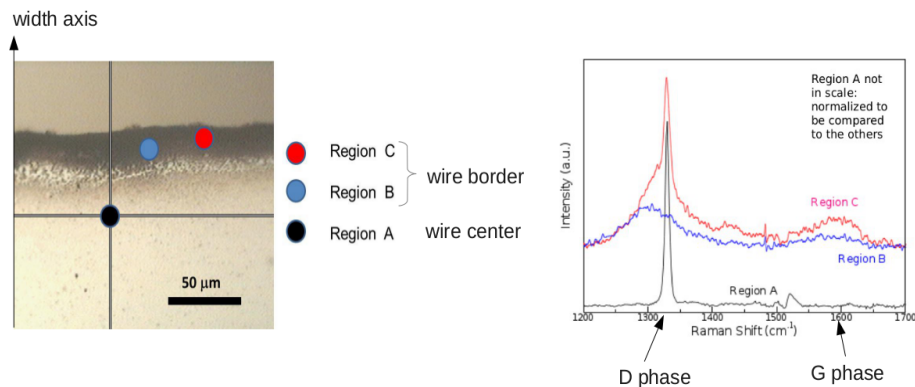 width axis
Region C
Region B
wire border
Region A
wire center
50 μm
Region A not
in scale:
normalized to
be compared
to the others
Intensity (a.u.)
Region C
Region B
Region A
1200 1300 1400 1500 1600 1700
Raman Shift (cm⁻¹)
D phase
G phase